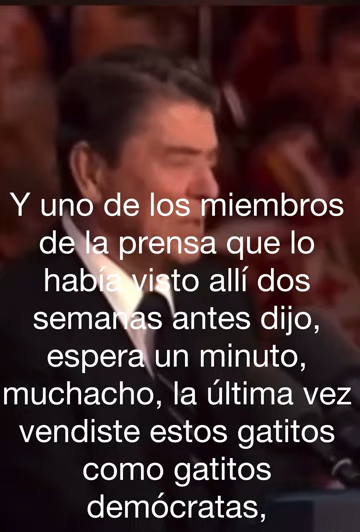 Y uno de los miembros
de la prensa que lo
había visto allí dos
semanas antes dijo,
espera un minuto,
muchacho, la última vez
vendiste estos gatitos
como gatitos
demócratas,